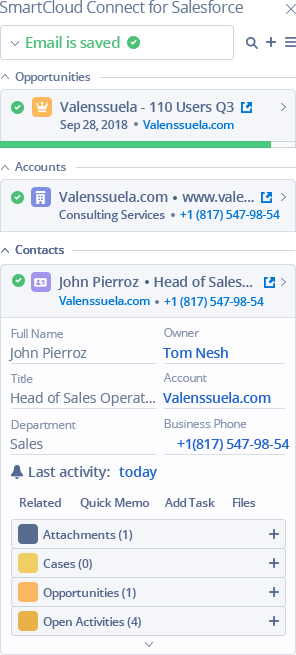 SmartCloud Connect for Salesforce
Email is saved
Opportunities
Valenssuela - 110 Users Q3
Sep 28, 2018 • Valenssuela.com
Accounts
Valenssuela.com • www.vale...
Consulting Services • +1 (817) 547-98-54
Contacts
John Pierroz • Head of Sales...
Valenssuela.com • +1 (817) 547-98-54
Full Name Owner
John Pierroz Tom Nesh
Title Account
Head of Sales Operat... Valenssuela.com
Department Business Phone
Sales +1(817) 547-98-54
Last activity: today
Related Quick Memo Add Task Files
Attachments (1)
Cases (0)
Opportunities (1)
Open Activities (4)